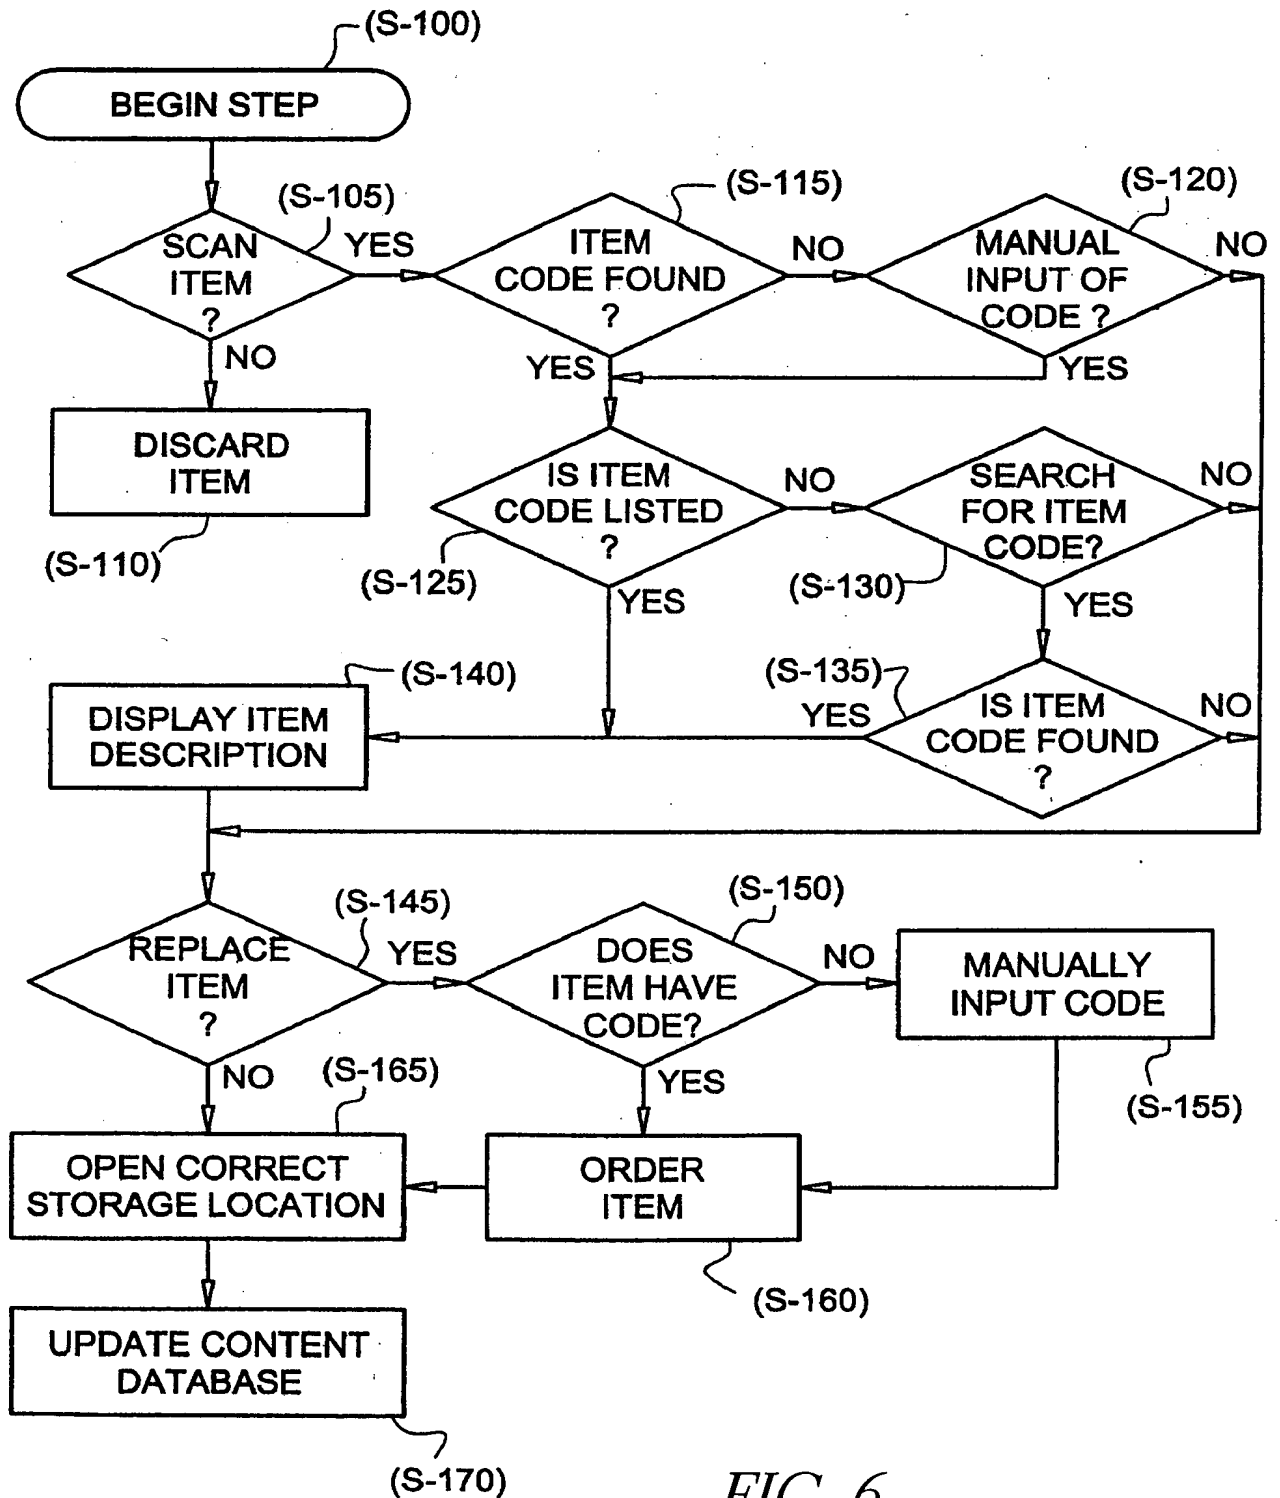 (S-100)
BEGIN STEP
(S-105)
SCAN
ITEM
?
YES
NO
DISCARD
ITEM
(S-110)
(S-115)
ITEM
CODE FOUND
?
NO
YES
(S-120)
MANUAL
INPUT OF
CODE ?
NO
YES
IS ITEM
CODE LISTED
?
(S-125)
NO
YES
SEARCH
FOR ITEM
CODE?
(S-130)
NO
YES
(S-135)
YES
IS ITEM
CODE FOUND
?
NO
(S-140)
DISPLAY ITEM
DESCRIPTION
(S-145)
REPLACE
ITEM
?
YES
NO
(S-150)
DOES
ITEM HAVE
CODE?
NO
YES
MANUALLY
INPUT CODE
(S-155)
(S-165)
OPEN CORRECT
STORAGE LOCATION
ORDER
ITEM
(S-160)
UPDATE CONTENT
DATABASE
(S-170)
FIG. 6